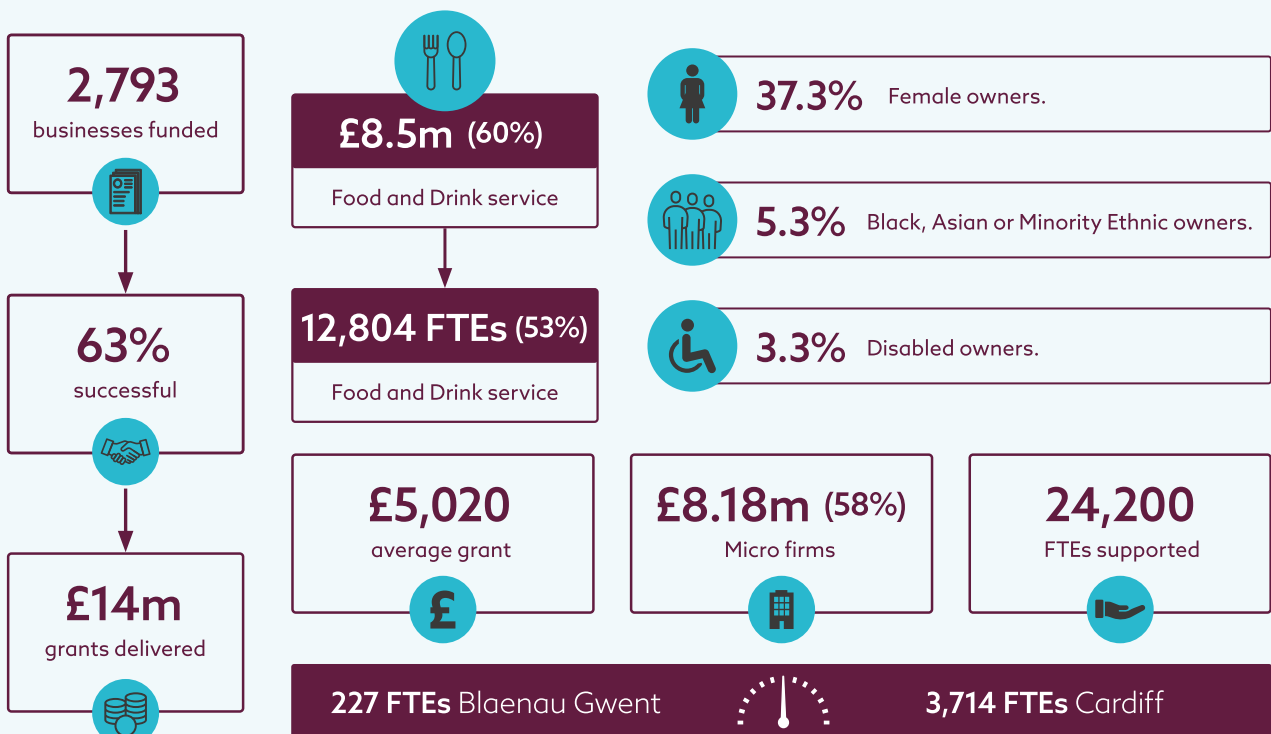 2,793
businesses funded
63%
successful
£14m
grants delivered
£8.5m (60%)
Food and Drink service
12,804 FTEs (53%)
Food and Drink service
37.3% Female owners.
5.3% Black, Asian or Minority Ethnic owners.
3.3% Disabled owners.
£5,020
average grant
£
£8.18m (58%)
Micro firms
24,200
FTEs supported
227 FTEs Blaenau Gwent
3,714 FTEs Cardiff